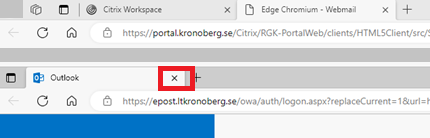 Citrix Workspace
Edge Chromium - Webmail
https://portal.kronoberg.se/Citrix/RGK-PortalWeb/clients/HTML5Client/src/S
Outlook
https://epost.ltkronoberg.se/owa/auth/logon.aspx?replaceCurrent=1&url=h